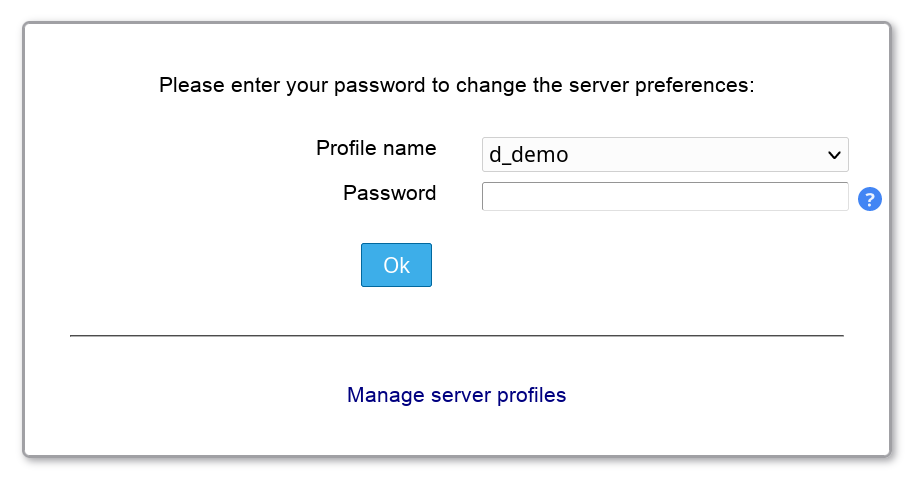 Please enter your password to change the server preferences:
Profile name d_demo
Password ?
Ok
Manage server profiles